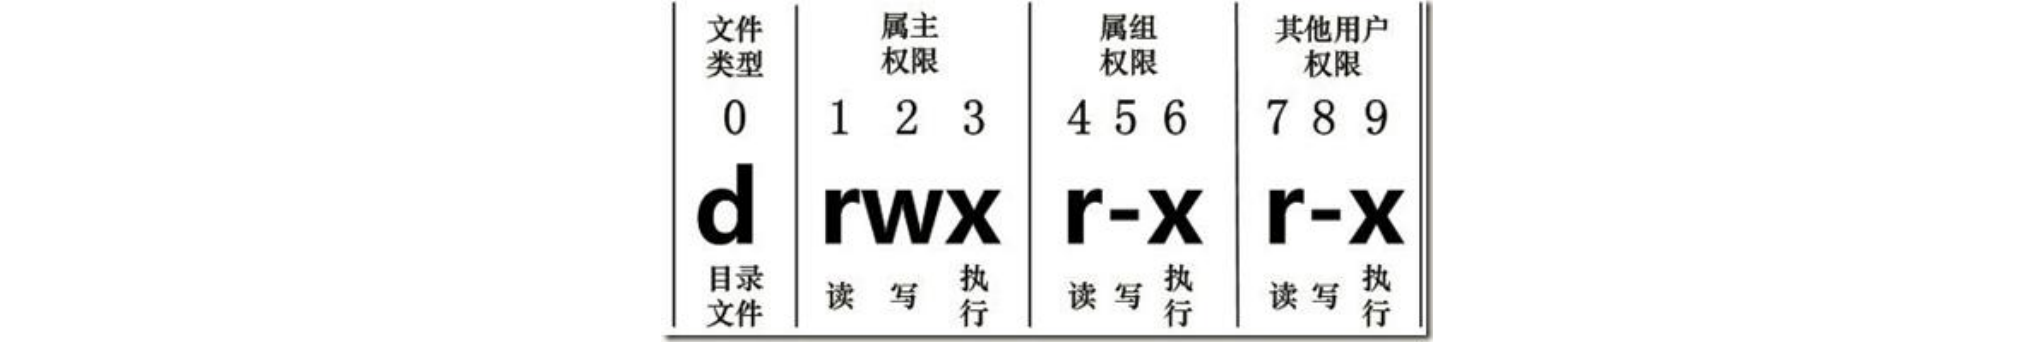 文件 属主 属组 其他用户
类型 权限 权限 权限
0 1 2 3 4 5 6 7 8 9
d rwx r-x r-x
目录 读 写 执 读 写 执 读 写 执
文件 行 行 行